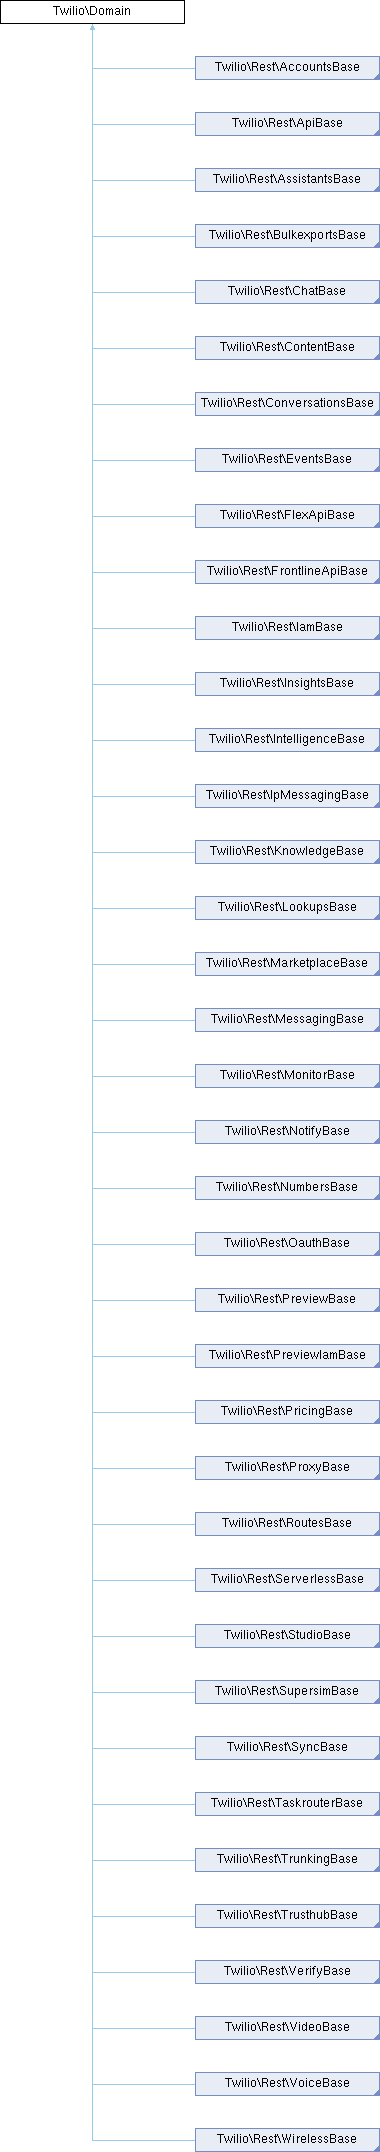 Twilio\Domain
Twilio\Rest\AccountsBase
Twilio\Rest\ApiBase
Twilio\Rest\AssistantsBase
Twilio\Rest\BulkexportsBase
Twilio\Rest\ChatBase
Twilio\Rest\ContentBase
Twilio\Rest\ConversationsBase
Twilio\Rest\EventsBase
Twilio\Rest\FlexApiBase
Twilio\Rest\FrontlineApiBase
Twilio\Rest\IamBase
Twilio\Rest\InsightsBase
Twilio\Rest\IntelligenceBase
Twilio\Rest\IpMessagingBase
Twilio\Rest\KnowledgeBase
Twilio\Rest\LookupsBase
Twilio\Rest\MarketplaceBase
Twilio\Rest\MessagingBase
Twilio\Rest\MonitorBase
Twilio\Rest\NotifyBase
Twilio\Rest\NumbersBase
Twilio\Rest\OauthBase
Twilio\Rest\PreviewBase
Twilio\Rest\PreviewIamBase
Twilio\Rest\PricingBase
Twilio\Rest\ProxyBase
Twilio\Rest\RoutesBase
Twilio\Rest\ServerlessBase
Twilio\Rest\StudioBase
Twilio\Rest\SupersimBase
Twilio\Rest\SyncBase
Twilio\Rest\TaskrouterBase
Twilio\Rest\TrunkingBase
Twilio\Rest\TrusthubBase
Twilio\Rest\VerifyBase
Twilio\Rest\VideoBase
Twilio\Rest\VoiceBase
Twilio\Rest\WirelessBase